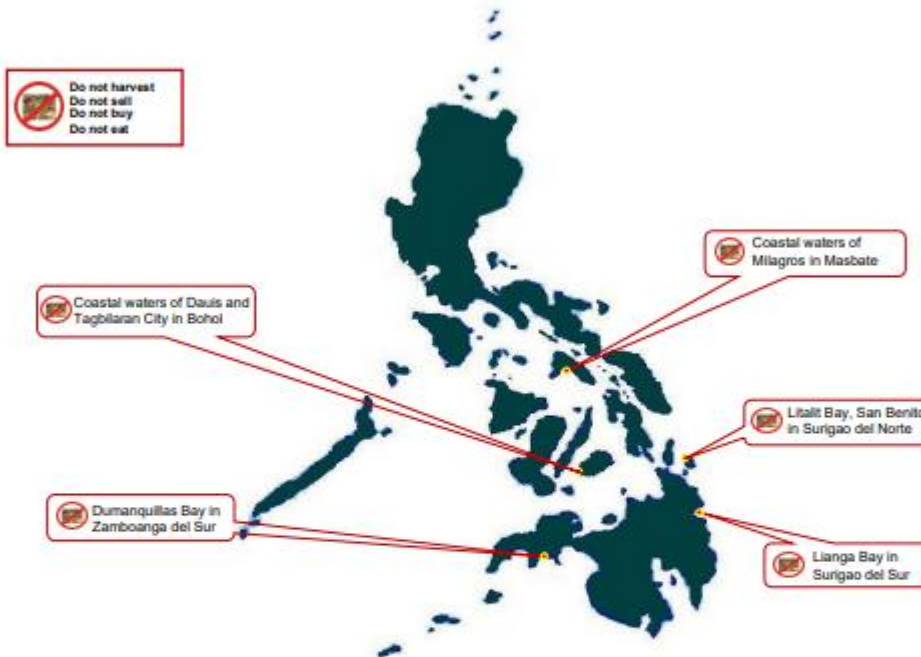 Do not harvest
Do not sell
Do not buy
Do not eat
Coastal waters of
Milagros in Masbate
Coastal waters of Dauis and
Tagbilaran City in Bohol
Litalit Bay, San Benito
in Surigao del Norte
Dumanquillas Bay in
Zamboanga del Sur
Lianga Bay in
Surigao del Sur